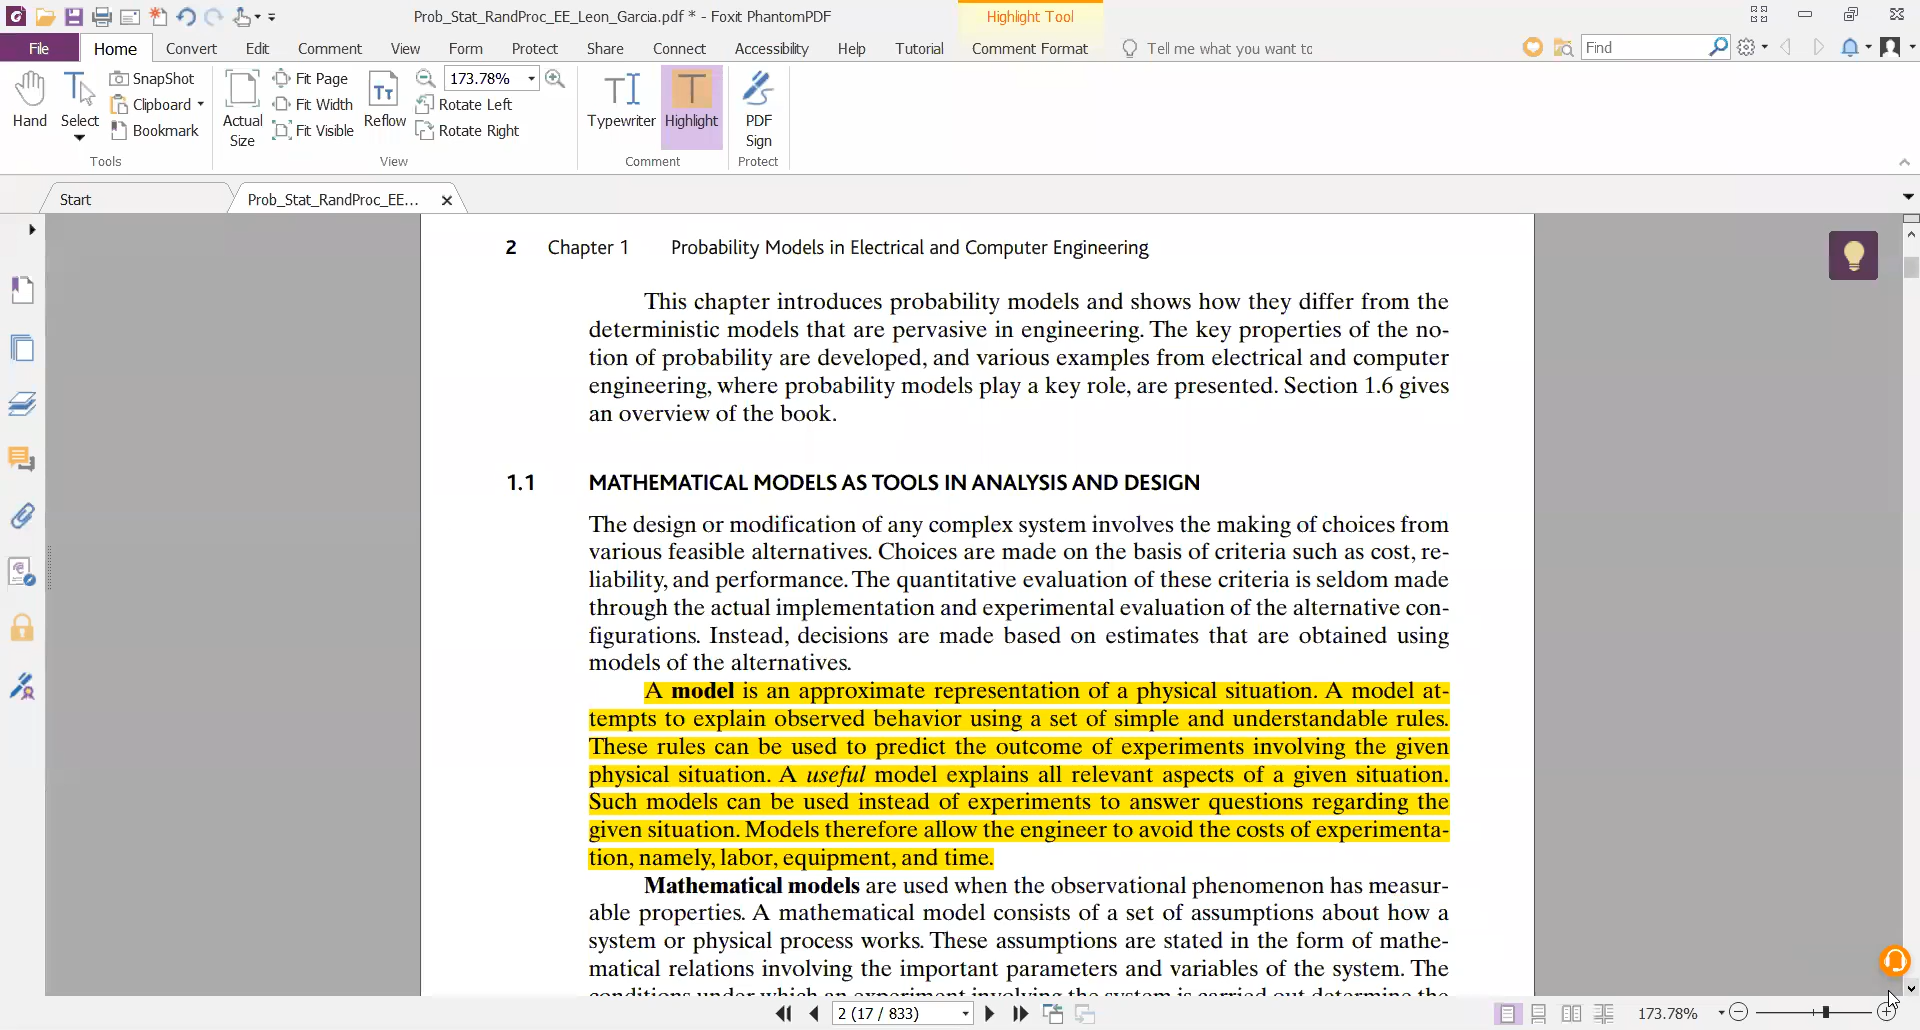 Prob_Stat_RandProc_EE_Leon_Garcia.pdf * - Foxit PhantomPDF
Highlight Tool
File Home Convert Edit Comment View Form Protect Share Connect Accessibility Help Tutorial Comment Format Tell me what you want to Find
SnapShot
Clipboard
Bookmark
Hand
Select
Tools
Actual Size
Fit Page
Fit Width
Fit Visible
Reflow
173.78%
Rotate Left
Rotate Right
View
Typewriter
Highlight
Comment
PDF Sign
Protect
Start
Prob_Stat_RandProc_EE...
2 Chapter 1 Probability Models in Electrical and Computer Engineering
This chapter introduces probability models and shows how they differ from the
deterministic models that are pervasive in engineering. The key properties of the no-
tion of probability are developed, and various examples from electrical and computer
engineering, where probability models play a key role, are presented. Section 1.6 gives
an overview of the book.
1.1 MATHEMATICAL MODELS AS TOOLS IN ANALYSIS AND DESIGN
The design or modification of any complex system involves the making of choices from
various feasible alternatives. Choices are made on the basis of criteria such as cost, re-
liability, and performance. The quantitative evaluation of these criteria is seldom made
through the actual implementation and experimental evaluation of the alternative con-
figurations. Instead, decisions are made based on estimates that are obtained using
models of the alternatives.
A model is an approximate representation of a physical situation. A model at-
tempts to explain observed behavior using a set of simple and understandable rules.
These rules can be used to predict the outcome of experiments involving the given
physical situation. A useful model explains all relevant aspects of a given situation.
Such models can be used instead of experiments to answer questions regarding the
given situation. Models therefore allow the engineer to avoid the costs of experimenta-
tion, namely, labor, equipment, and time.
Mathematical models are used when the observational phenomenon has measur-
able properties. A mathematical model consists of a set of assumptions about how a
system or physical process works. These assumptions are stated in the form of mathe-
matical relations involving the important parameters and variables of the system. The
conditions under which an experiment involving the system is carried out determine the
2 (17 / 833)
173.78%